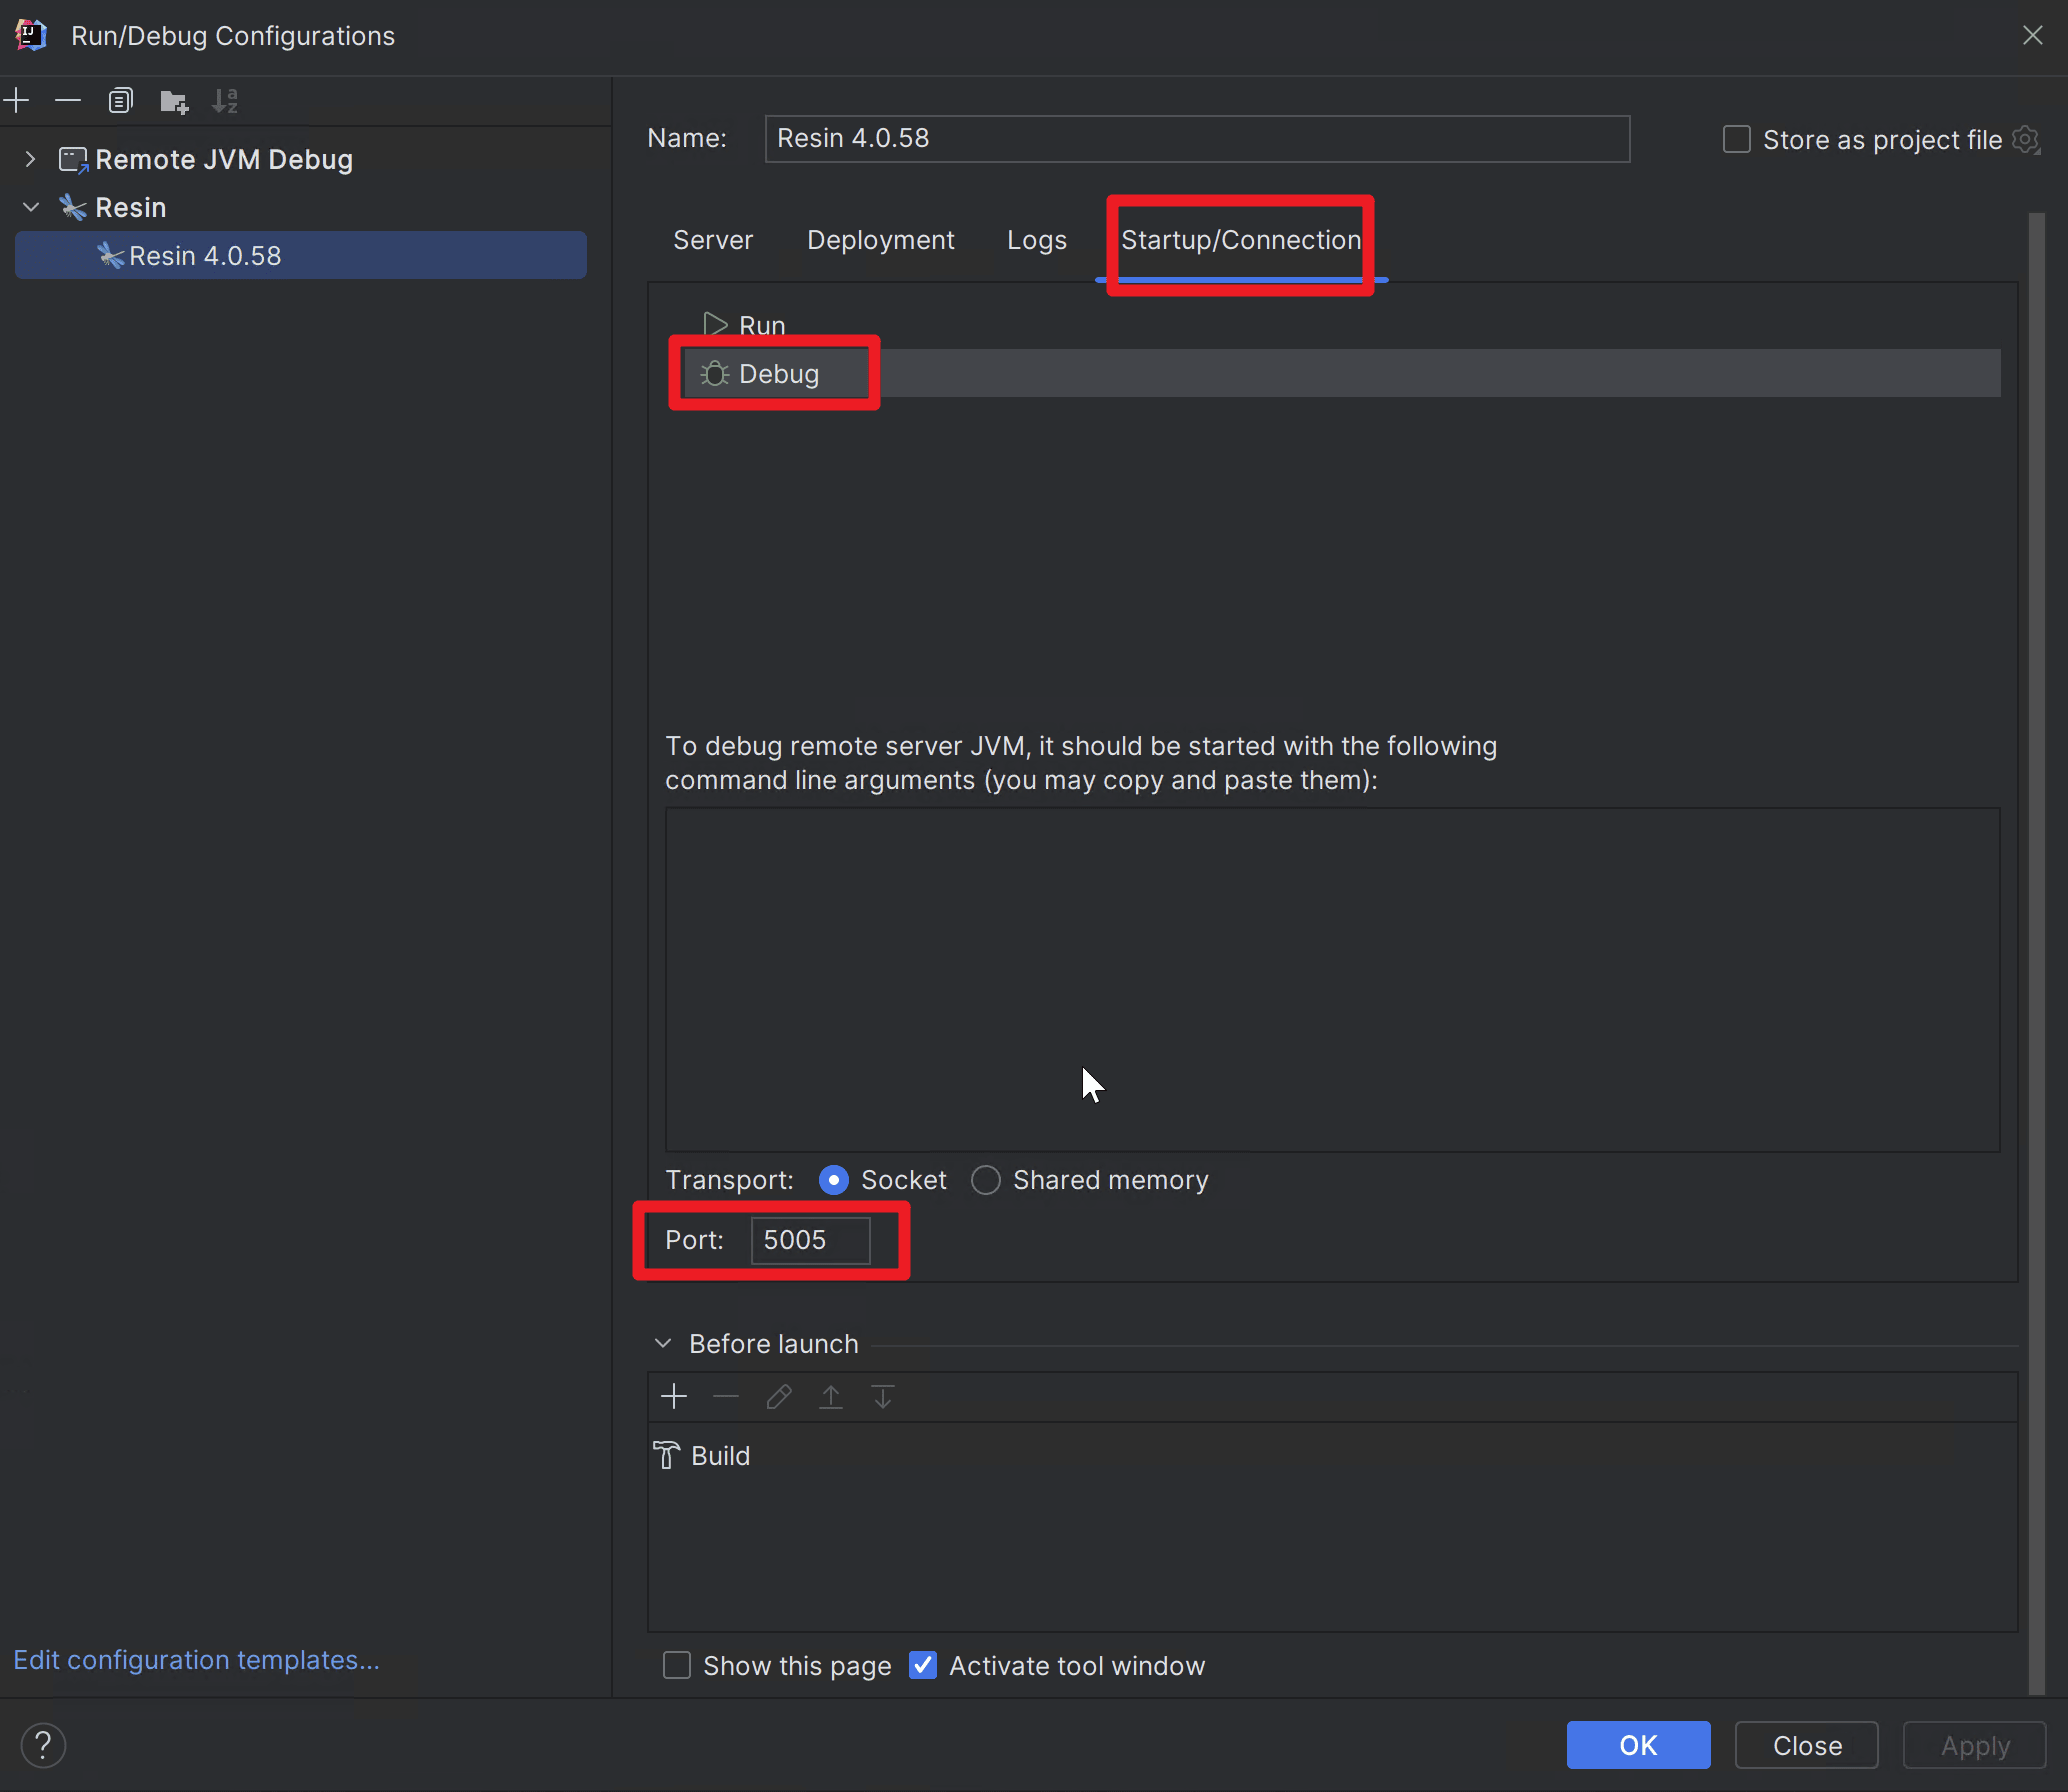 Run/Debug Configurations
Remote JVM Debug
Resin
Resin 4.0.58
Edit configuration templates...
Name: Resin 4.0.58
Store as project file
Server Deployment Logs Startup/Connection
Run
Debug
To debug remote server JVM, it should be started with the following
command line arguments (you may copy and paste them):
Transport: Socket Shared memory
Port: 5005
Before launch
Build
Show this page Activate tool window
? OK Close Apply